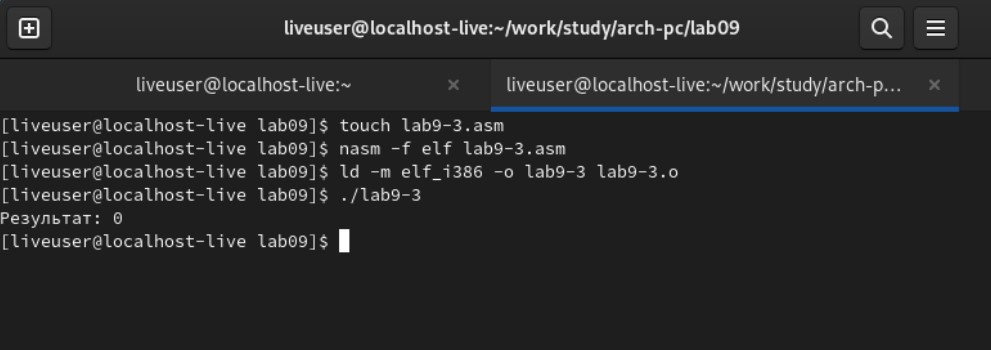 liveuser@localhost-live:~/work/study/arch-pc/lab09
liveuser@localhost-live:~ × liveuser@localhost-live:~/work/study/arch-p... ×
[liveuser@localhost-live lab09]$ touch lab9-3.asm
[liveuser@localhost-live lab09]$ nasm -f elf lab9-3.asm
[liveuser@localhost-live lab09]$ ld -m elf_i386 -o lab9-3 lab9-3.o
[liveuser@localhost-live lab09]$ ./lab9-3
Результат: 0
[liveuser@localhost-live lab09]$